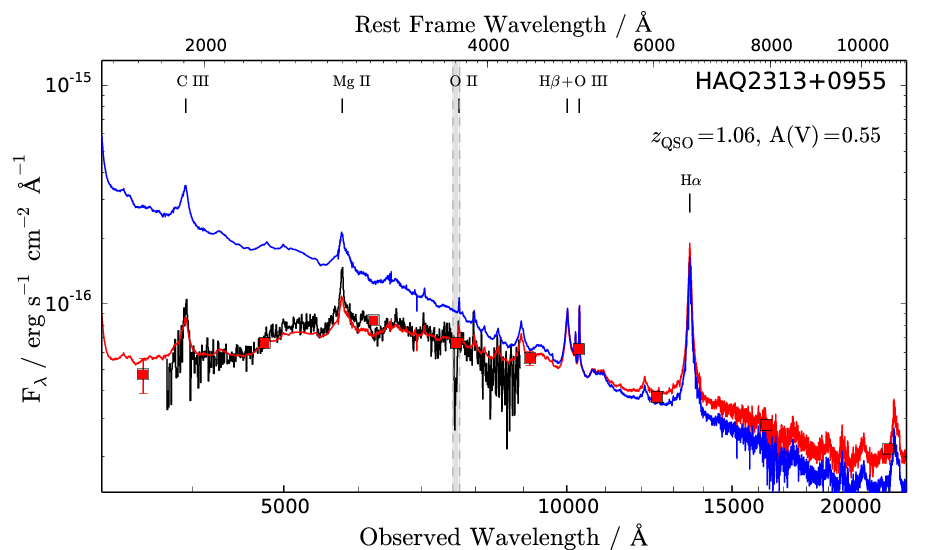 Rest Frame Wavelength / Å
2000 4000 6000 8000 10000
10⁻¹⁵
C III Mg II O II Hβ+O III
HAQ2313+0955
z_QSO=1.06, A(V)=0.55
Hα
10⁻¹⁶
F_λ / erg s⁻¹ cm⁻² Å⁻¹
5000 10000 15000 20000
Observed Wavelength / Å